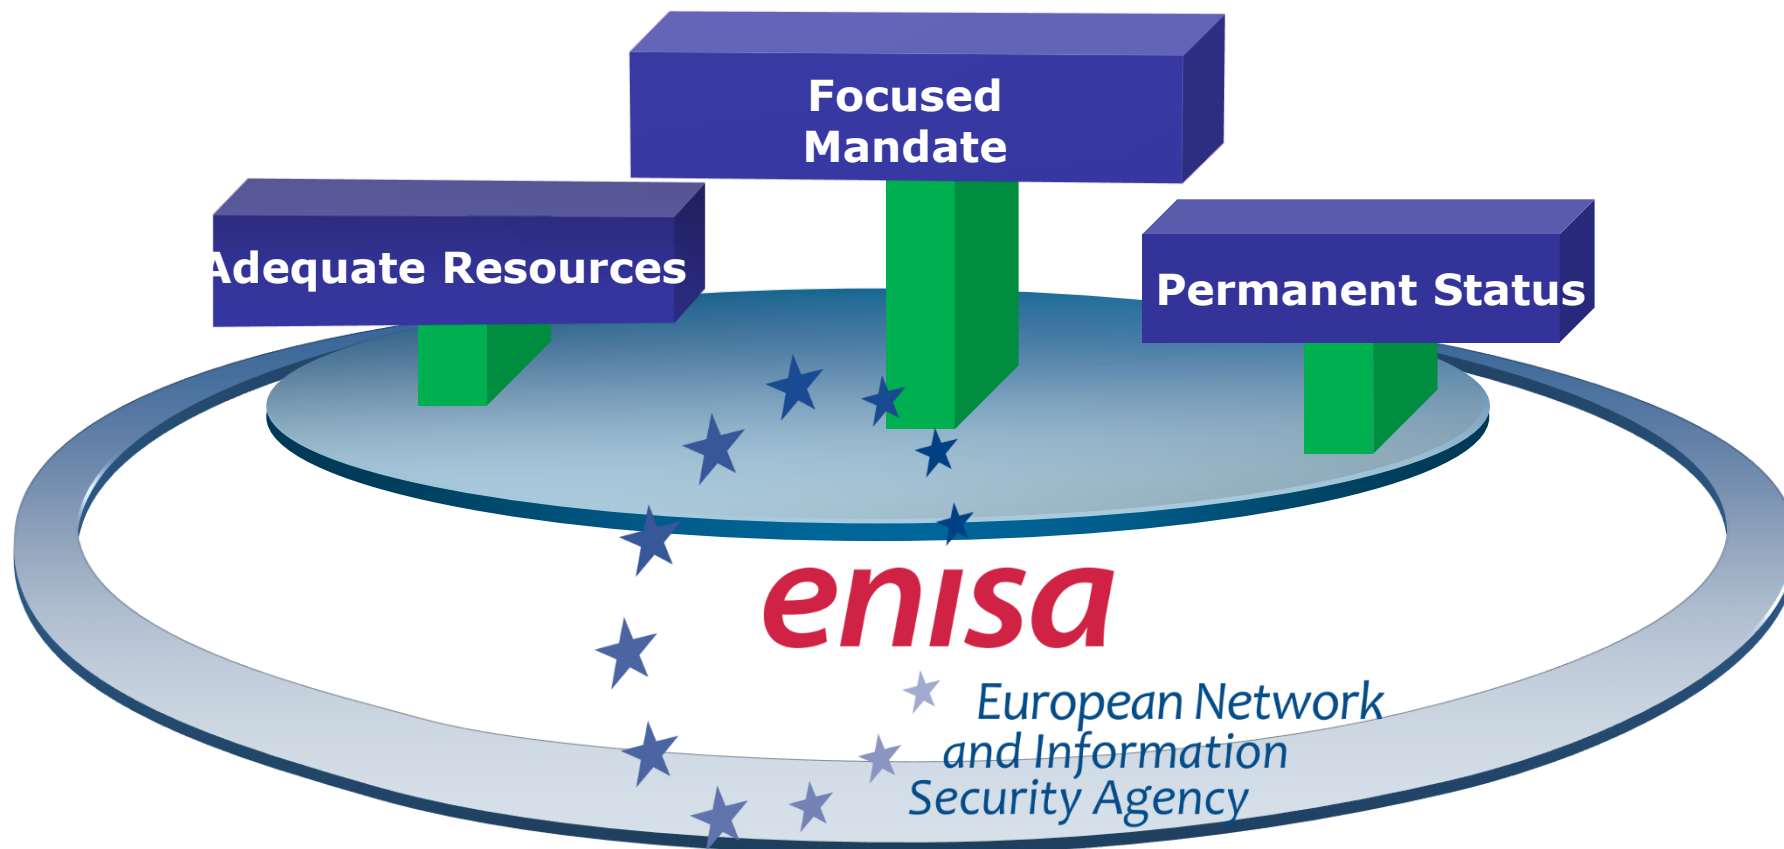 Focused
Mandate
Adequate Resources
Permanent Status
enisa
European Network
and Information
Security Agency